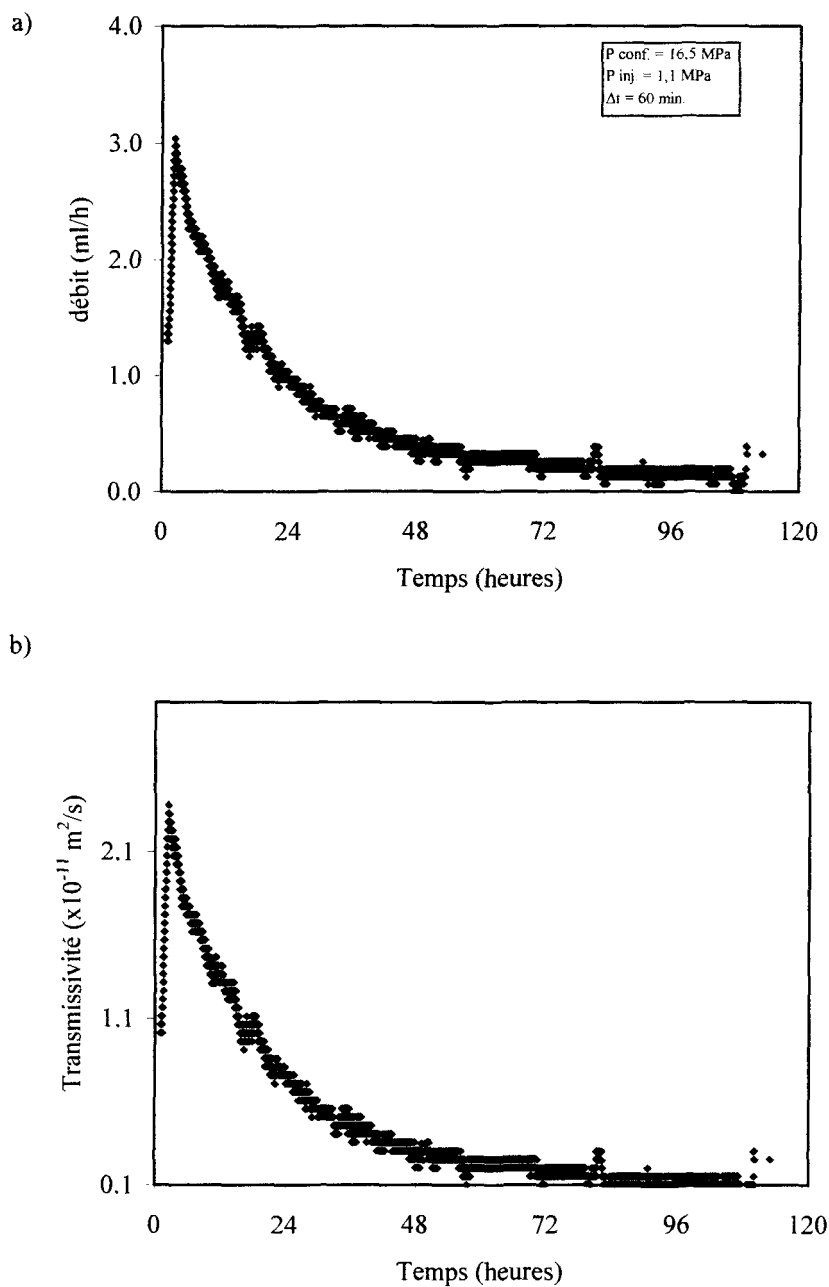 a)
4.0
3.0
2.0
1.0
0.0
débit (ml/h)
P conf. = 16,5 MPa
P inj. = 1,1 MPa
Δt = 60 min.
0 24 48 72 96 120
Temps (heures)
b)
2.1
1.1
0.1
Transmissivité (x10⁻¹¹ m²/s)
0 24 48 72 96 120
Temps (heures)